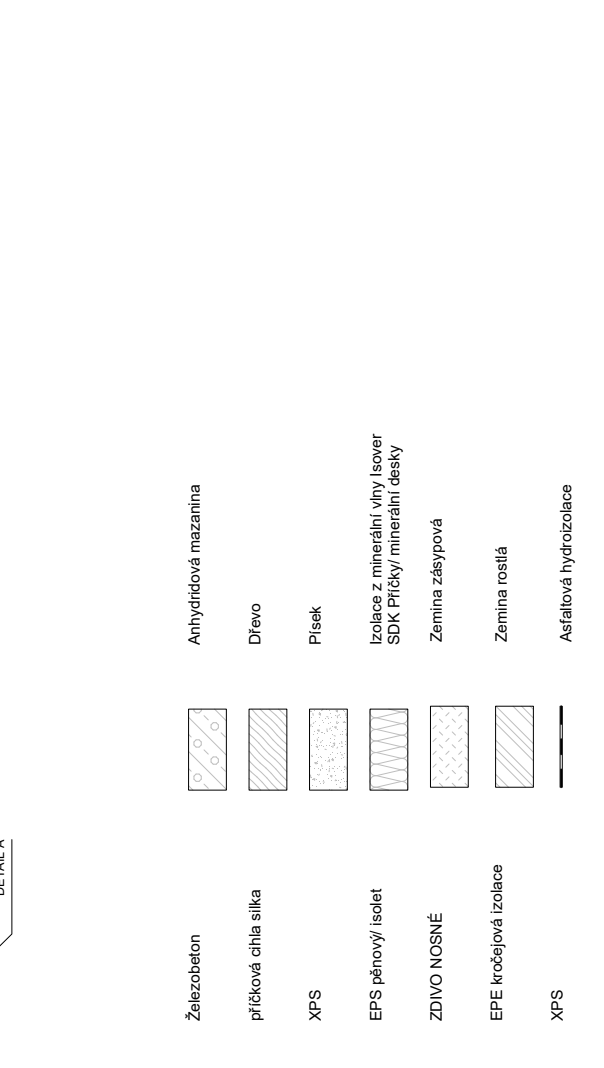 DETAIL A
Železobeton
příčková cihla silka
XPS
EPS pěnový/ isolet
ZDIVO NOSNÉ
EPE kročejová izolace
XPS
Anhydridová mazanina
Dřevo
Písek
Izolace z minerální vlny Isover
SDK Příčky/ minerální desky
Zemina zásypová
Zemina rostlá
Asfaltová hydroizolace